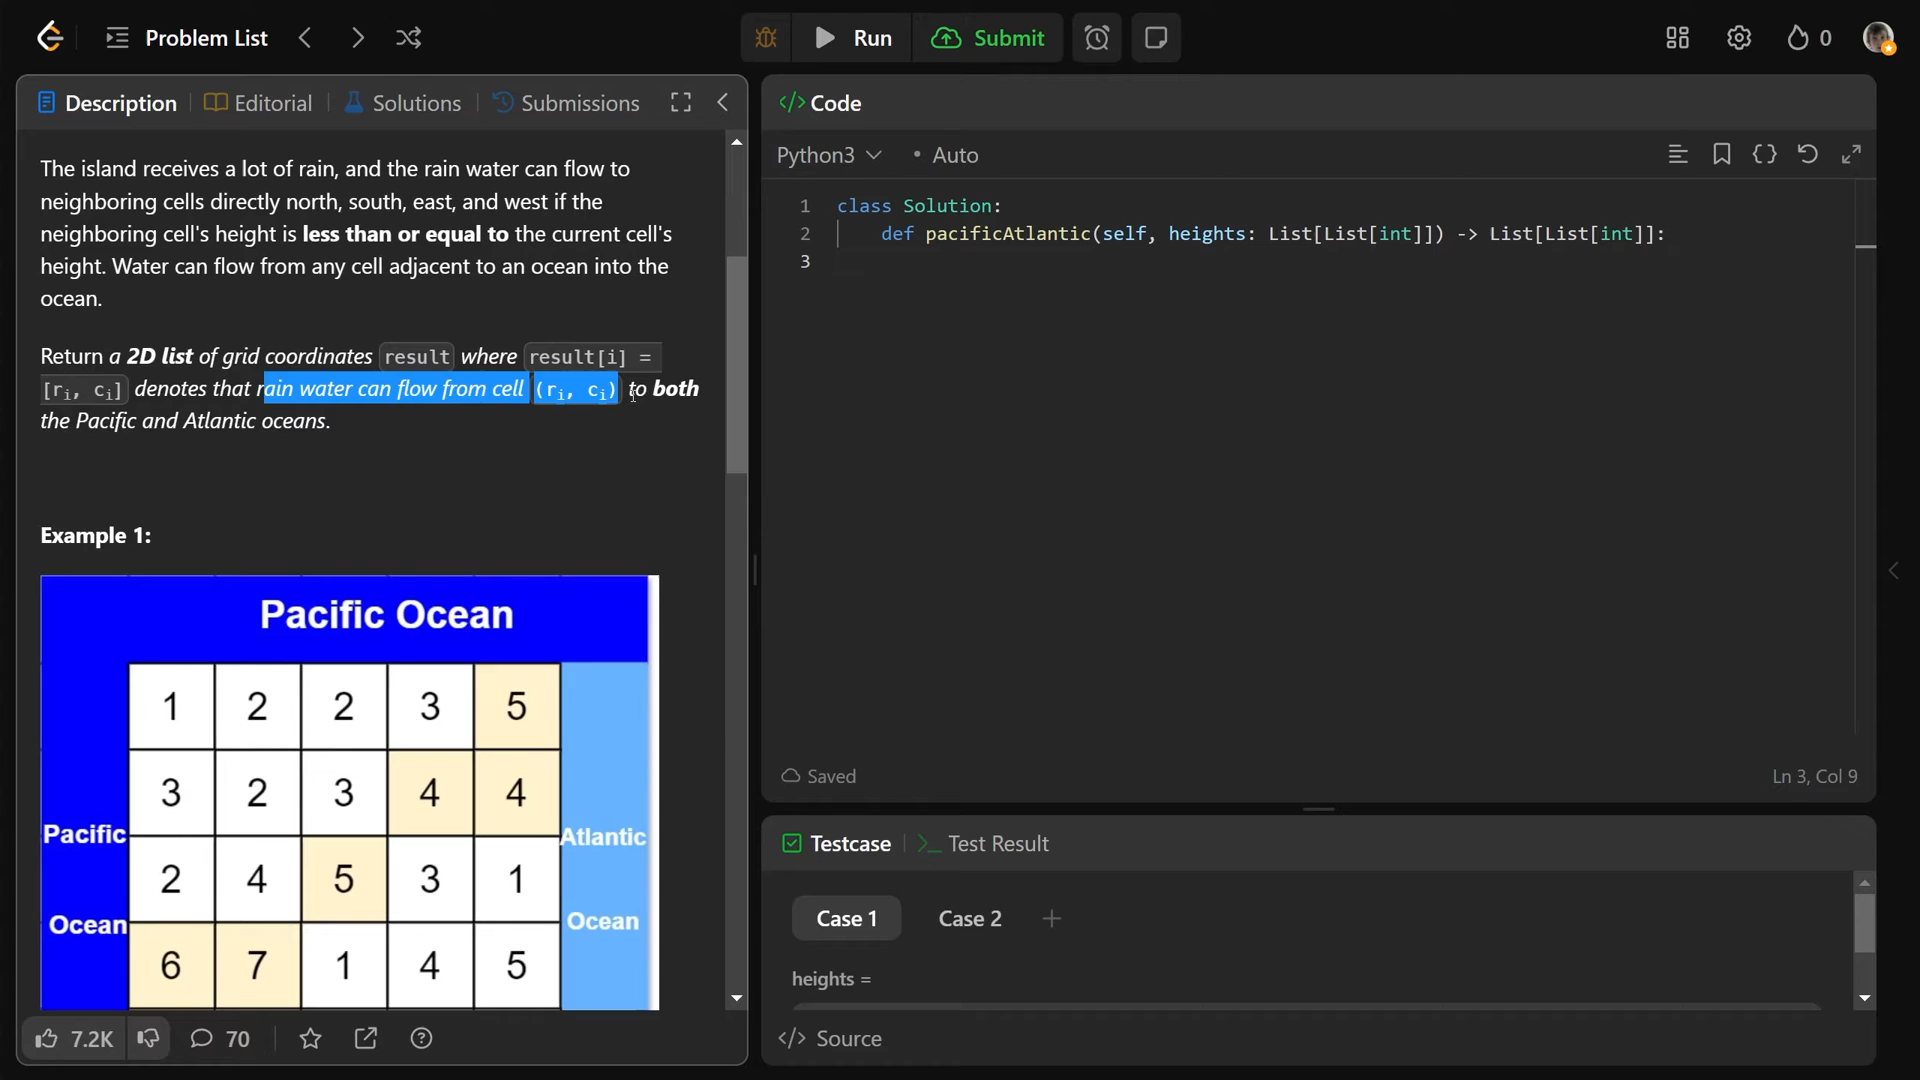 Problem List
Run
Submit
0
Description
Editorial
Solutions
Submissions
The island receives a lot of rain, and the rain water can flow to
neighboring cells directly north, south, east, and west if the
neighboring cell's height is less than or equal to the current cell's
height. Water can flow from any cell adjacent to an ocean into the
ocean.
Return a 2D list of grid coordinates result where result[i] =
[ri, ci] denotes that rain water can flow from cell (ri, ci) to both
the Pacific and Atlantic oceans.
Example 1:
Pacific Ocean
1 2 2 3 5
3 2 3 4 4
Pacific
Atlantic
2 4 5 3 1
Ocean
Ocean
6 7 1 4 5
7.2K
70
</> Code
Python3
• Auto
1 class Solution:
2 def pacificAtlantic(self, heights: List[List[int]]) -> List[List[int]]:
3
Saved
Ln 3, Col 9
Testcase
>_ Test Result
Case 1
Case 2
+
heights =
</> Source